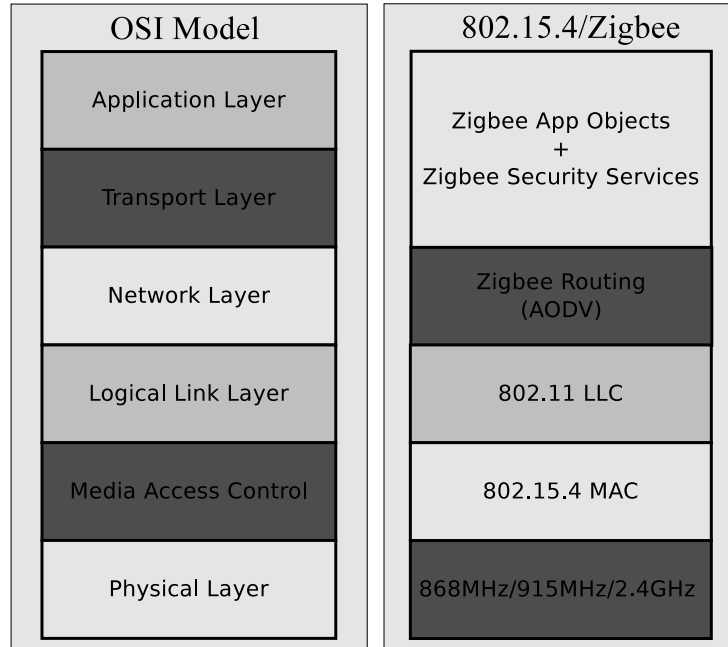 OSI Model
Application Layer
Transport Layer
Network Layer
Logical Link Layer
Media Access Control
Physical Layer
802.15.4/Zigbee
Zigbee App Objects
+
Zigbee Security Services
Zigbee Routing
(AODV)
802.11 LLC
802.15.4 MAC
868MHz/915MHz/2.4GHz